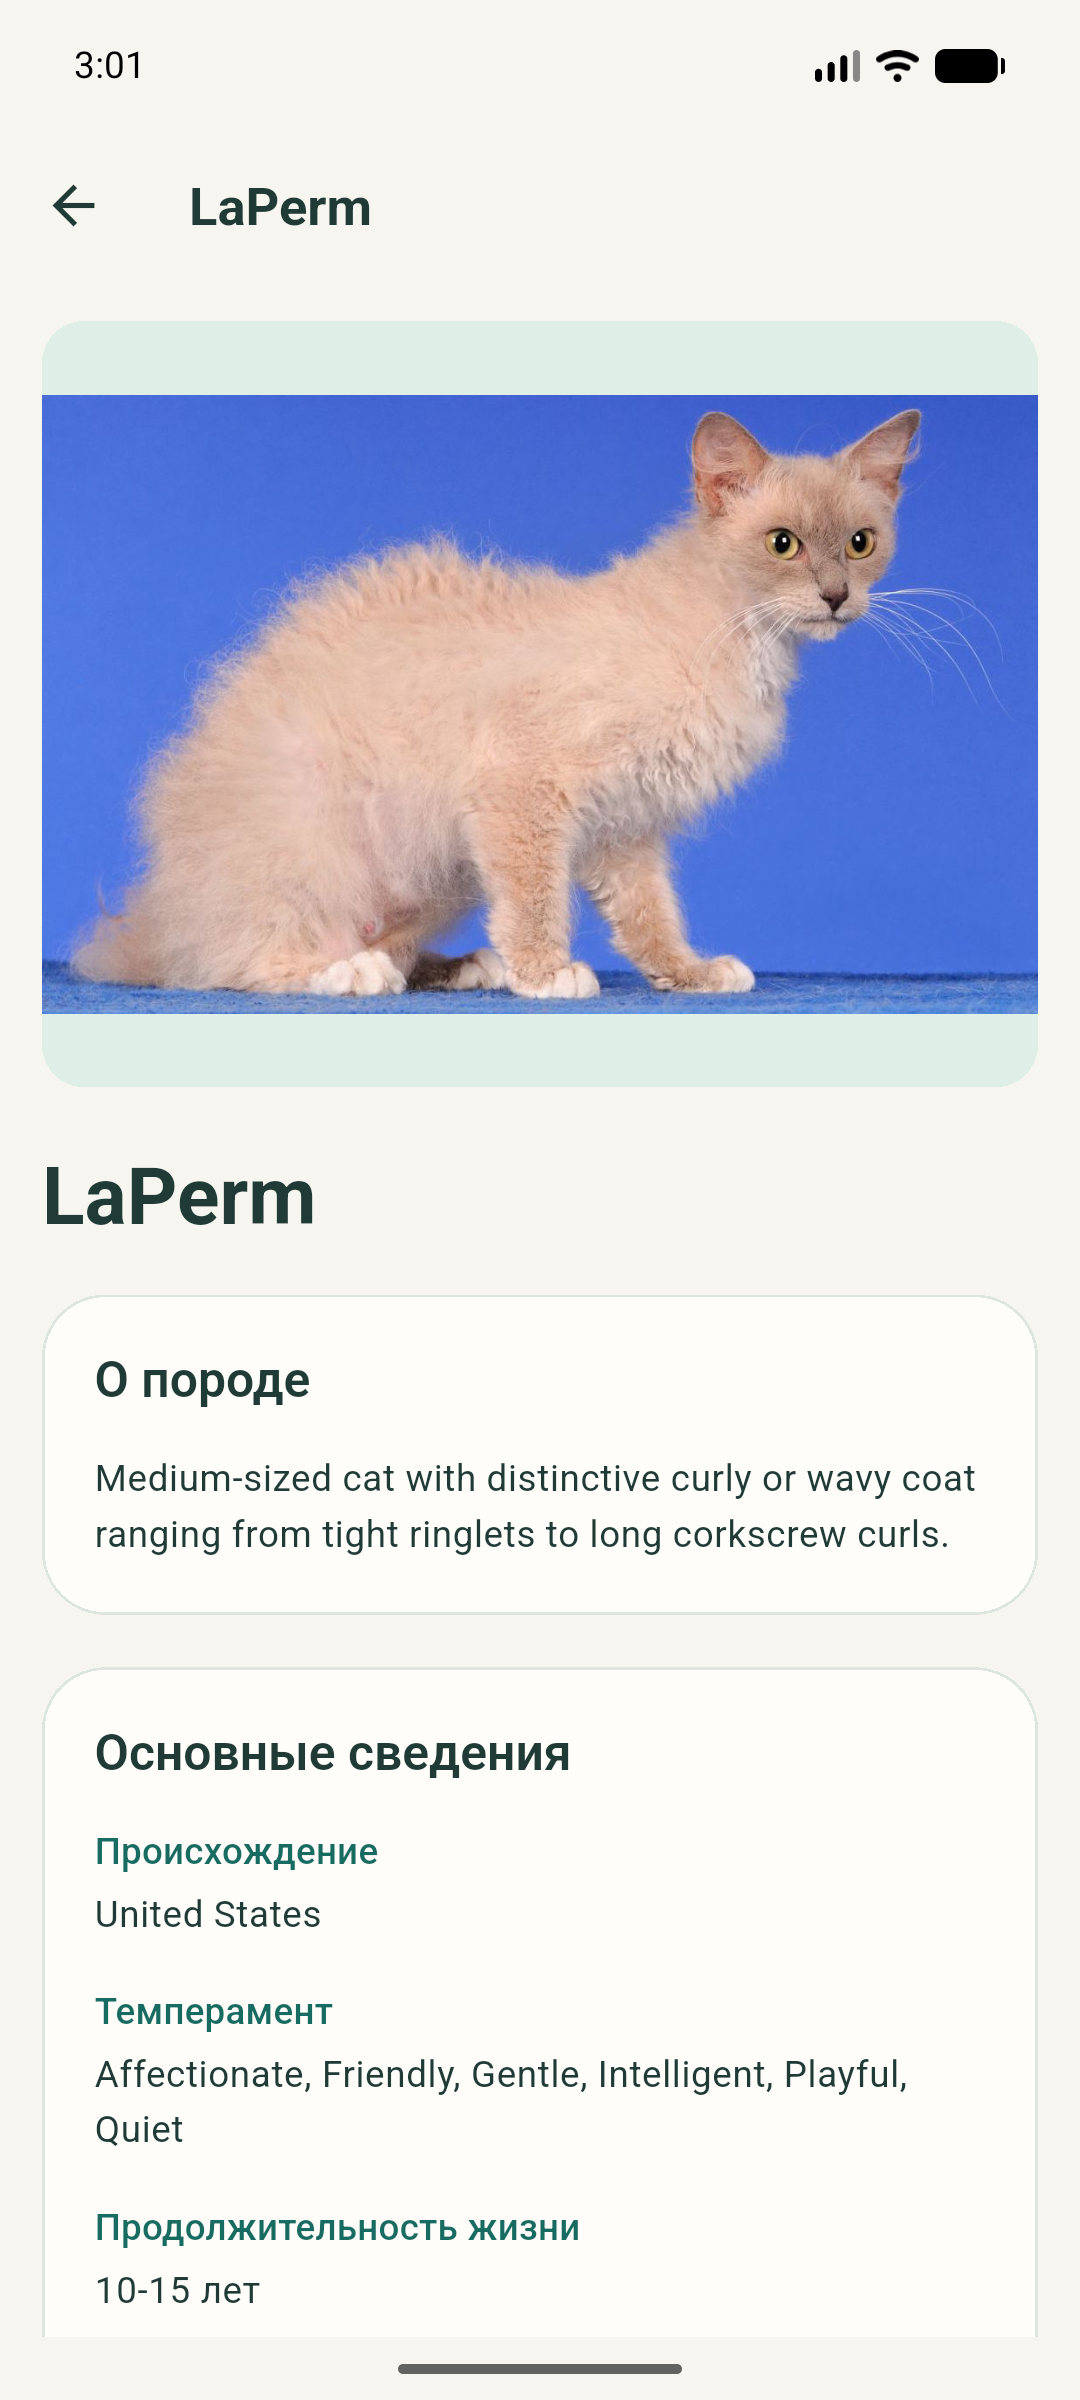 3:01
LaPerm
LaPerm
О породе
Medium-sized cat with distinctive curly or wavy coat
ranging from tight ringlets to long corkscrew curls.
Основные сведения
Происхождение
United States
Темперамент
Affectionate, Friendly, Gentle, Intelligent, Playful,
Quiet
Продолжительность жизни
10-15 лет